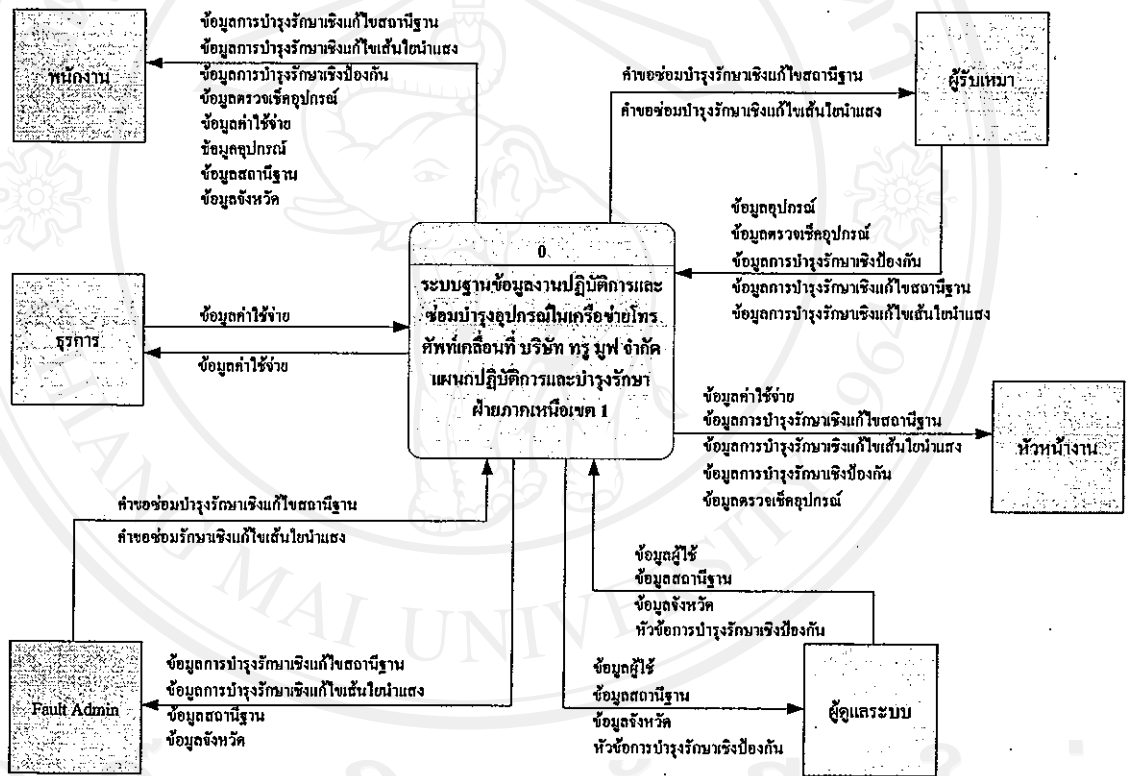 ข้อมูลการบำรุงรักษาเชิงแก้ไขสถานีฐาน
ข้อมูลการบำรุงรักษาเชิงแก้ไขเส้นใยนำแสง
ข้อมูลการบำรุงรักษาเชิงป้องกัน
ข้อมูลตรวจเช็คอุปกรณ์
ข้อมูลค่าใช้จ่าย
ข้อมูลอุปกรณ์
ข้อมูลสถานีฐาน
ข้อมูลจังหวัด
พนักงาน
คำขอซ่อมบำรุงรักษาเชิงแก้ไขสถานีฐาน
คำขอซ่อมบำรุงรักษาเชิงแก้ไขเส้นใยนำแสง
ผู้รับเหมา
ข้อมูลอุปกรณ์
ข้อมูลตรวจเช็คอุปกรณ์
ข้อมูลการบำรุงรักษาเชิงป้องกัน
ข้อมูลการบำรุงรักษาเชิงแก้ไขสถานีฐาน
ข้อมูลการบำรุงรักษาเชิงแก้ไขเส้นใยนำแสง
0
ระบบฐานข้อมูลงานปฏิบัติการและ
ซ่อมบำรุงอุปกรณ์ในเครือข่ายโทร
ศัพท์เคลื่อนที่ บริษัท ทรู มูฟ จำกัด
แผนกปฏิบัติการและบำรุงรักษา
ฝ่ายภาคเหนือเขต 1
ธุรการ
ข้อมูลค่าใช้จ่าย
ข้อมูลค่าใช้จ่าย
ข้อมูลค่าใช้จ่าย
ข้อมูลการบำรุงรักษาเชิงแก้ไขสถานีฐาน
ข้อมูลการบำรุงรักษาเชิงแก้ไขเส้นใยนำแสง
ข้อมูลการบำรุงรักษาเชิงป้องกัน
ข้อมูลตรวจเช็คอุปกรณ์
หัวหน้างาน
คำขอซ่อมบำรุงรักษาเชิงแก้ไขสถานีฐาน
คำขอซ่อมรักษาเชิงแก้ไขเส้นใยนำแสง
Fault Admin
ข้อมูลการบำรุงรักษาเชิงแก้ไขสถานีฐาน
ข้อมูลการบำรุงรักษาเชิงแก้ไขเส้นใยนำแสง
ข้อมูลสถานีฐาน
ข้อมูลจังหวัด
ข้อมูลผู้ใช้
ข้อมูลสถานีฐาน
ข้อมูลจังหวัด
หัวข้อการบำรุงรักษาเชิงป้องกัน
ข้อมูลผู้ใช้
ข้อมูลสถานีฐาน
ข้อมูลจังหวัด
หัวข้อการบำรุงรักษาเชิงป้องกัน
ผู้ดูแลระบบ